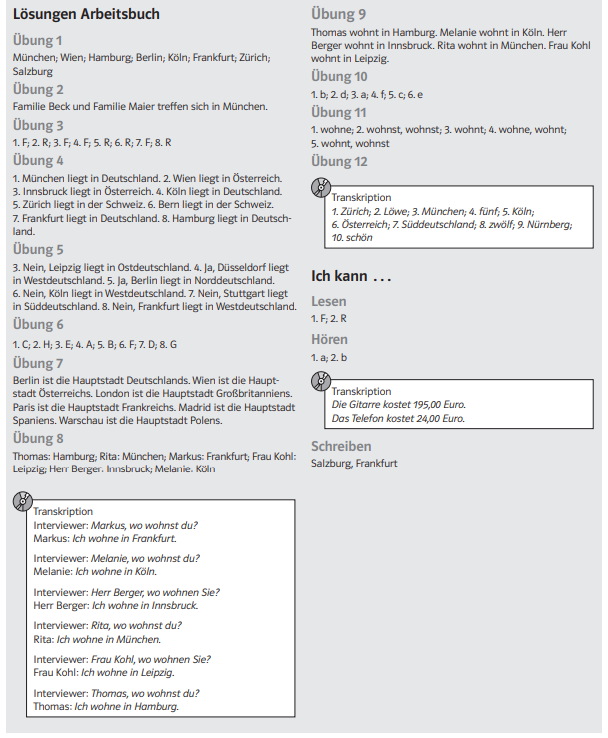 Lösungen Arbeitsbuch
Übung 1
München; Wien; Hamburg; Berlin; Köln; Frankfurt; Zürich;
Salzburg
Übung 2
Familie Beck und Familie Maier treffen sich in München.
Übung 3
1. F; 2. R; 3. F; 4. F; 5. R; 6. R; 7. F; 8. R
Übung 4
1. München liegt in Deutschland. 2. Wien liegt in Österreich.
3. Innsbruck liegt in Österreich. 4. Köln liegt in Deutschland.
5. Zürich liegt in der Schweiz. 6. Bern liegt in der Schweiz.
7. Frankfurt liegt in Deutschland. 8. Hamburg liegt in Deutsch-
land.
Übung 5
3. Nein, Leipzig liegt in Ostdeutschland. 4. Ja, Düsseldorf liegt
in Westdeutschland. 5. Ja, Berlin liegt in Norddeutschland.
6. Nein, Köln liegt in Westdeutschland. 7. Nein, Stuttgart liegt
in Süddeutschland. 8. Nein, Frankfurt liegt in Westdeutschland.
Übung 6
1. C; 2. H; 3. E; 4. A; 5. B; 6. F; 7. D; 8. G
Übung 7
Berlin ist die Hauptstadt Deutschlands. Wien ist die Haupt-
stadt Österreichs. London ist die Hauptstadt Großbritanniens.
Paris ist die Hauptstadt Frankreichs. Madrid ist die Hauptstadt
Spaniens. Warschau ist die Hauptstadt Polens.
Übung 8
Thomas: Hamburg; Rita: München; Markus: Frankfurt; Frau Kohl:
Leipzig; Herr Berger: Innsbruck; Melanie: Köln
Transkription
Interviewer: Markus, wo wohnst du?
Markus: Ich wohne in Frankfurt.
Interviewer: Melanie, wo wohnst du?
Melanie: Ich wohne in Köln.
Interviewer: Herr Berger, wo wohnen Sie?
Herr Berger: Ich wohne in Innsbruck.
Interviewer: Rita, wo wohnst du?
Rita: Ich wohne in München.
Interviewer: Frau Kohl, wo wohnen Sie?
Frau Kohl: Ich wohne in Leipzig.
Interviewer: Thomas, wo wohnst du?
Thomas: Ich wohne in Hamburg.
Übung 9
Thomas wohnt in Hamburg. Melanie wohnt in Köln. Herr
Berger wohnt in Innsbruck. Rita wohnt in München. Frau Kohl
wohnt in Leipzig.
Übung 10
1. b; 2. d; 3. a; 4. f; 5. c; 6. e
Übung 11
1. wohne; 2. wohnst, wohnst; 3. wohnt; 4. wohne, wohnt;
5. wohnt, wohnst
Übung 12
Transkription
1. Zürich; 2. Löwe; 3. München; 4. fünf; 5. Köln;
6. Österreich; 7. Süddeutschland; 8. zwölf; 9. Nürnberg;
10. schön
Ich kann ...
Lesen
1. F; 2. R
Hören
1. a; 2. b
Transkription
Die Gitarre kostet 195,00 Euro.
Das Telefon kostet 24,00 Euro.
Schreiben
Salzburg, Frankfurt